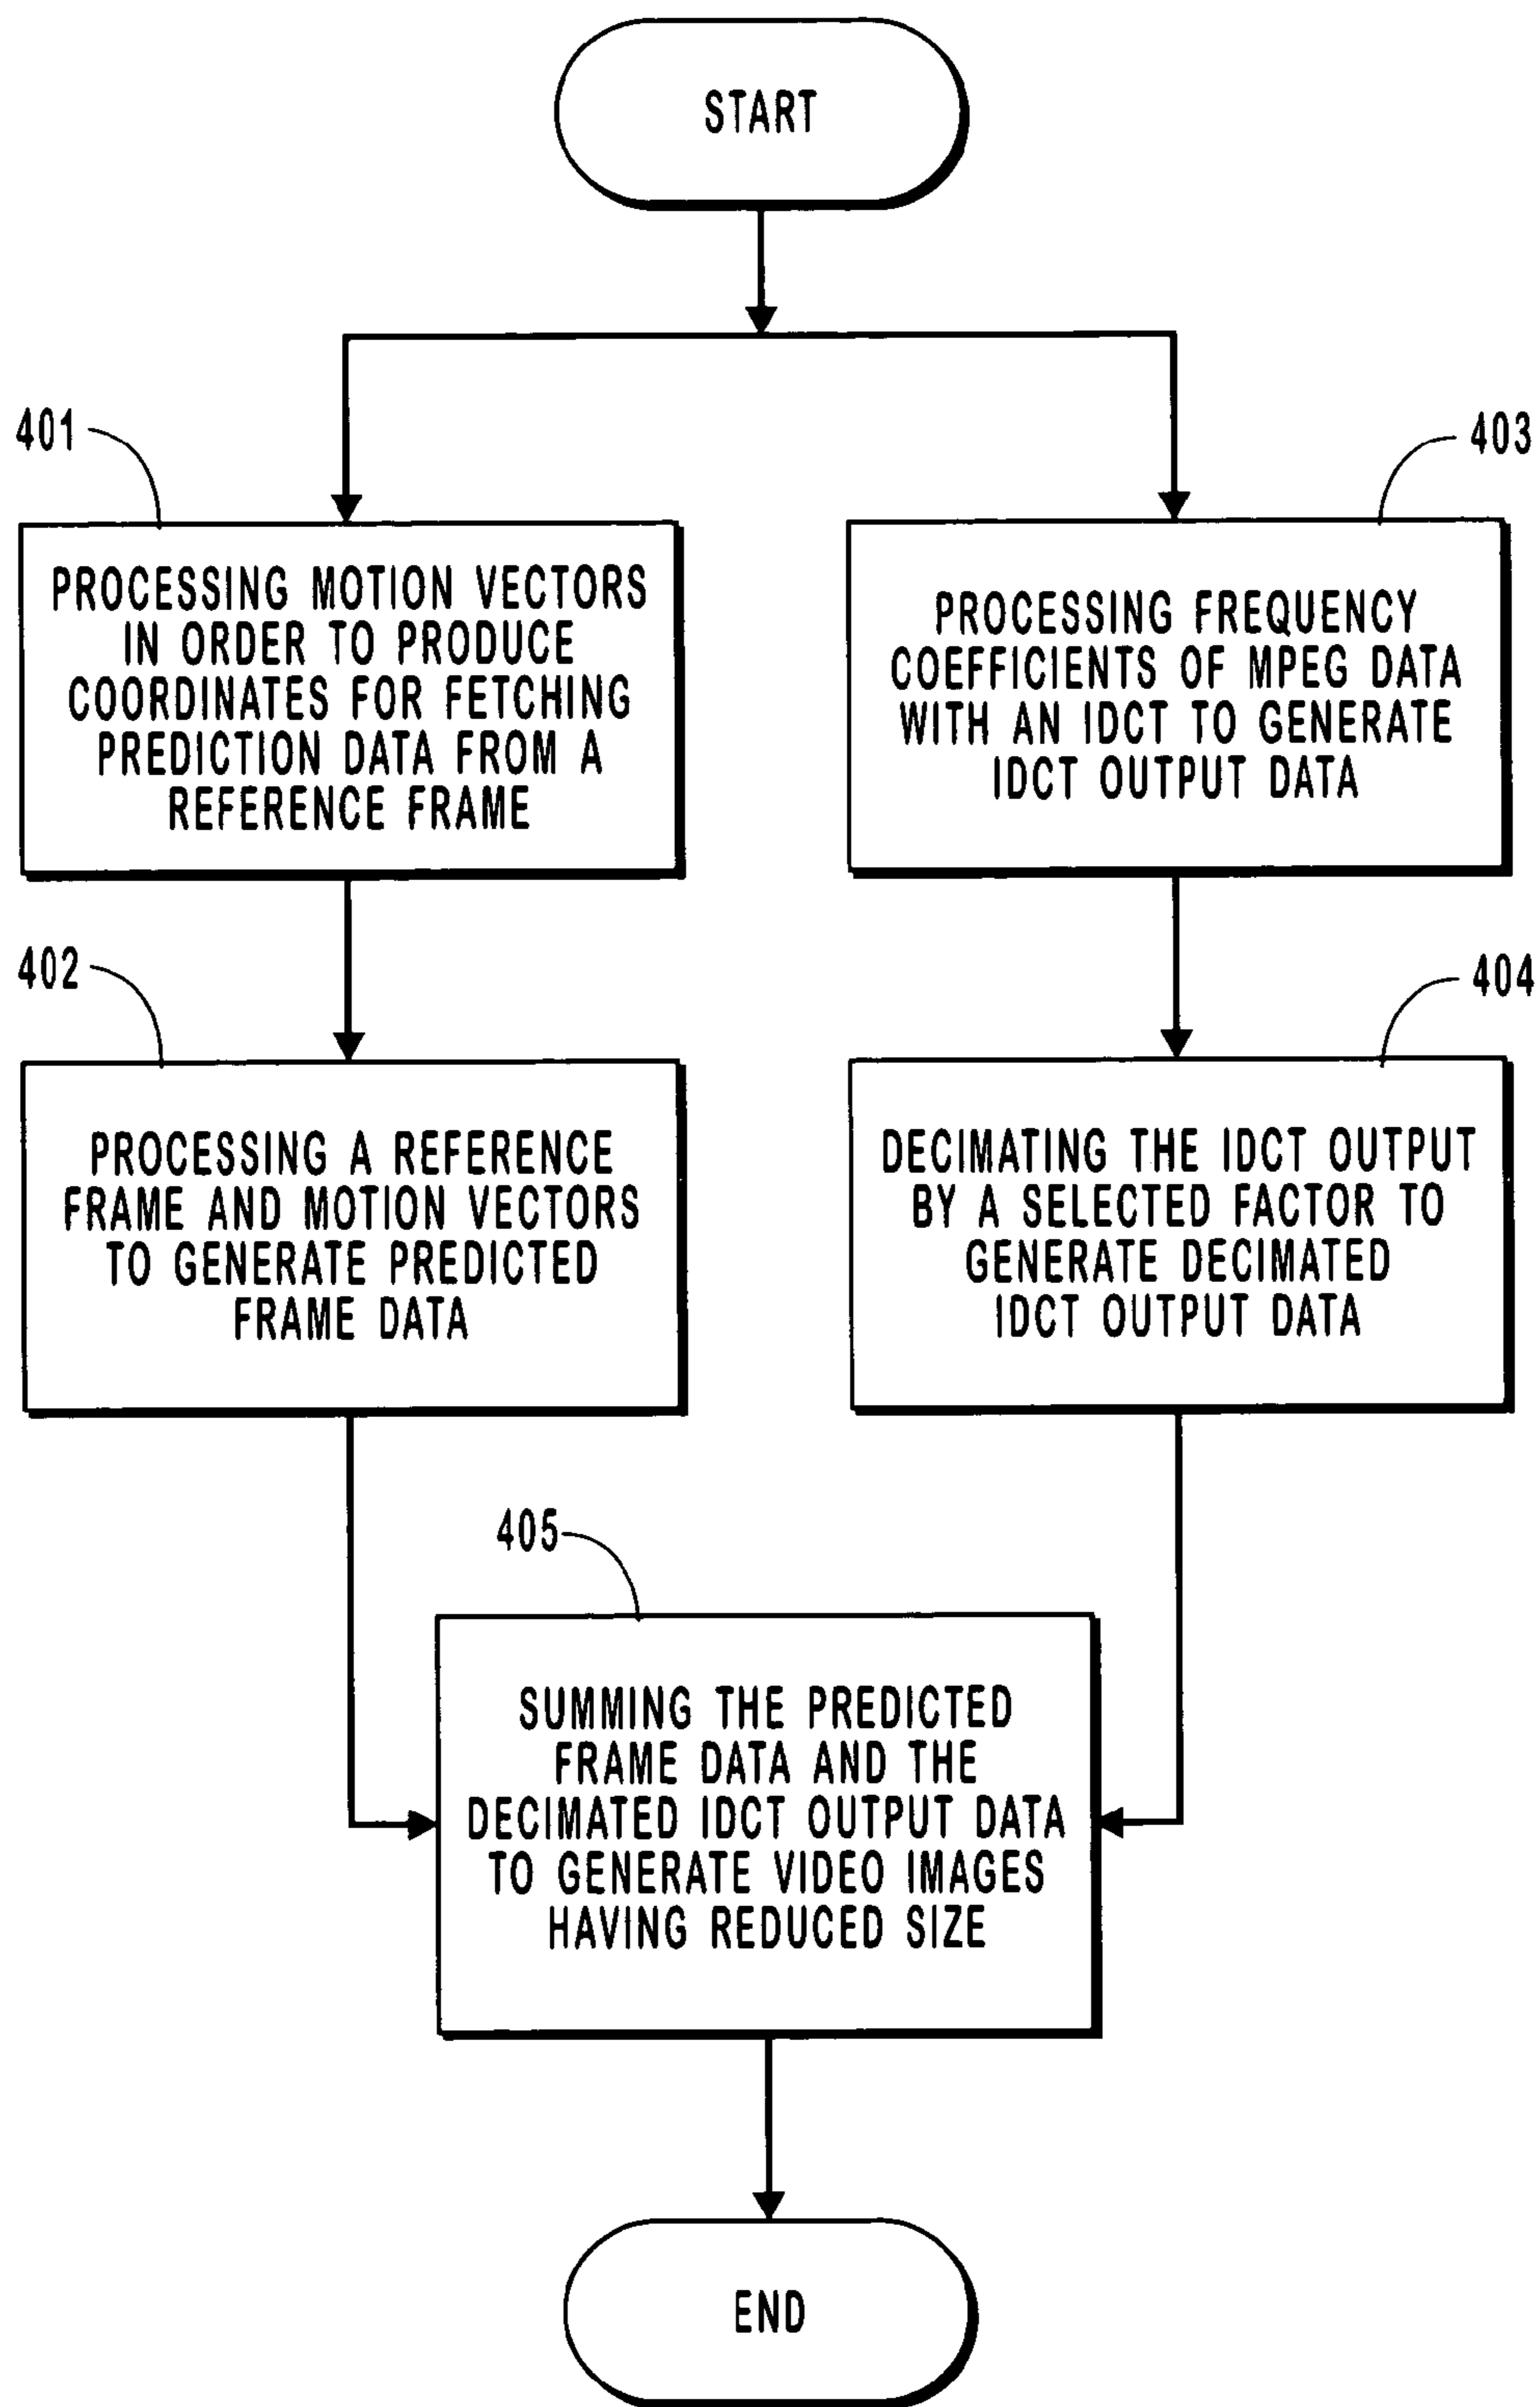 START
401
PROCESSING MOTION VECTORS
IN ORDER TO PRODUCE
COORDINATES FOR FETCHING
PREDICTION DATA FROM A
REFERENCE FRAME
403
PROCESSING FREQUENCY
COEFFICIENTS OF MPEG DATA
WITH AN IDCT TO GENERATE
IDCT OUTPUT DATA
402
PROCESSING A REFERENCE
FRAME AND MOTION VECTORS
TO GENERATE PREDICTED
FRAME DATA
404
DECIMATING THE IDCT OUTPUT
BY A SELECTED FACTOR TO
GENERATE DECIMATED
IDCT OUTPUT DATA
405
SUMMING THE PREDICTED
FRAME DATA AND THE
DECIMATED IDCT OUTPUT DATA
TO GENERATE VIDEO IMAGES
HAVING REDUCED SIZE
END